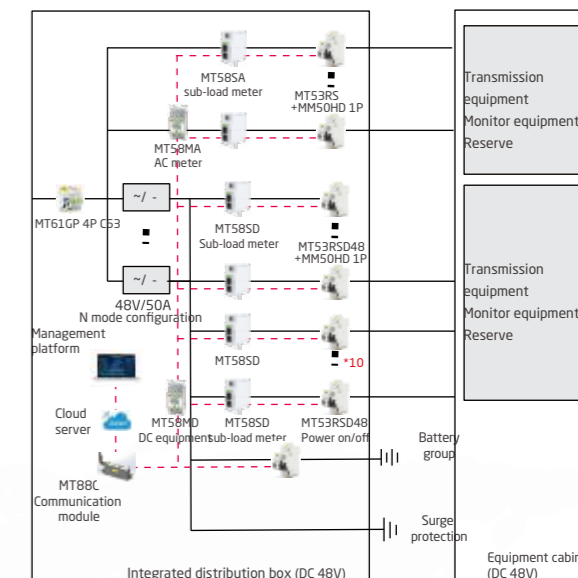 MT58SA
sub-load meter
MT53RS
+MM50HD 1P
Transmission
equipment
Monitor equipment
Reserve
MT58MA
AC meter
~/ -
MT61GP 4P C63
MT58SD
Sub-load meter
MT53RSD48
+MM50HD 1P
~/ -
48V/50A
N mode configuration
Transmission
equipment
Monitor equipment
Reserve
Management
platform
MT58SD
*10
Cloud
server
MT58MD
DC equipment
MT58SD
sub-load meter
MT53RSD48
Power on/off
Battery
group
MT88C
Communication
module
Surge
protection
Equipment cabin
(DC 48V)
Integrated distribution box (DC 48V)